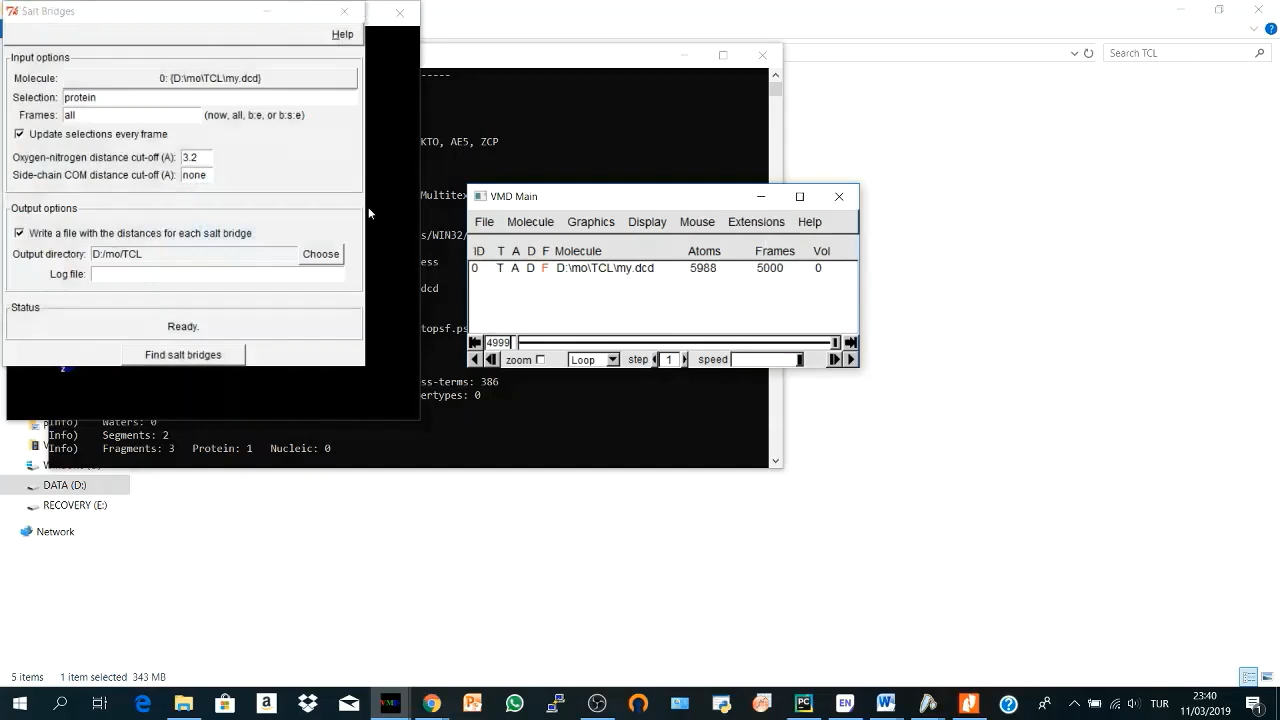 Salt Bridges
Help
Input options
Molecule: 0: {D:\mo\TCL\my.dcd}
Selection: protein
Frames: all (now, all, b:e, or b:s:e)
Update selections every frame
Oxygen-nitrogen distance cut-off (A): 3.2
Side-chain COM distance cut-off (A): none
Output options
Write a file with the distances for each salt bridge
Output directory: D:/mo/TCL Choose
Log file:
Status
Ready.
Find salt bridges
-----
KTO, AE5, ZCP
Multitex
s/WIN32/
ess
dcd
topsf.ps
ss-terms: 386
ertypes: 0
Info) Waters: 0
Info) Segments: 2
Info) Fragments: 3 Protein: 1 Nucleic: 0
VMD Main
File Molecule Graphics Display Mouse Extensions Help
ID T A D F Molecule Atoms Frames Vol
0 T A D F D:\mo\TCL\my.dcd 5988 5000 0
4999
zoom Loop step 1 speed
Search TCL
DATA (D:)
RECOVERY (E:)
Network
5 items 1 item selected 343 MB
EN
TUR
23:40
11/03/2019